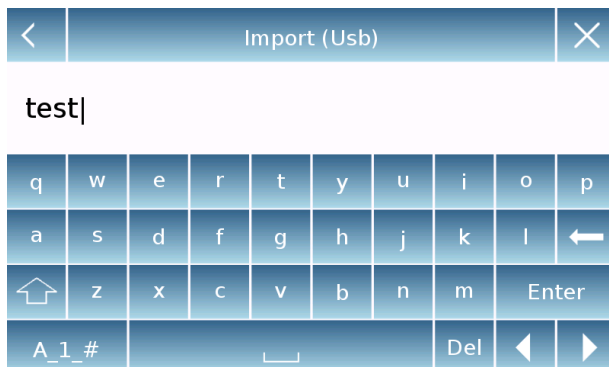 Import (Usb)
test
q w e r t y u i o p
a s d f g h j k l
z x c v b n m Enter
A_1_# Del